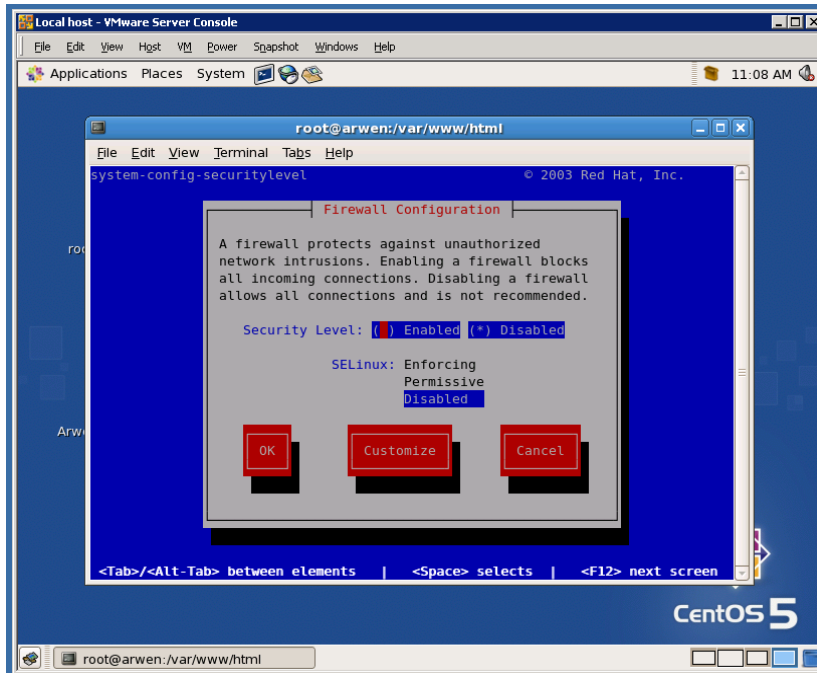 Local host - VMware Server Console
File Edit View Host VM Power Snapshot Windows Help
Applications Places System 11:08 AM
root@arwen:/var/www/html
File Edit View Terminal Tabs Help
system-config-securitylevel © 2003 Red Hat, Inc.
Firewall Configuration
A firewall protects against unauthorized
network intrusions. Enabling a firewall blocks
all incoming connections. Disabling a firewall
allows all connections and is not recommended.
Security Level: ( ) Enabled (*) Disabled
SELinux: Enforcing
Permissive
Disabled
OK Customize Cancel
<Tab>/<Alt-Tab> between elements | <Space> selects | <F12> next screen
CentOS 5
root@arwen:/var/www/html